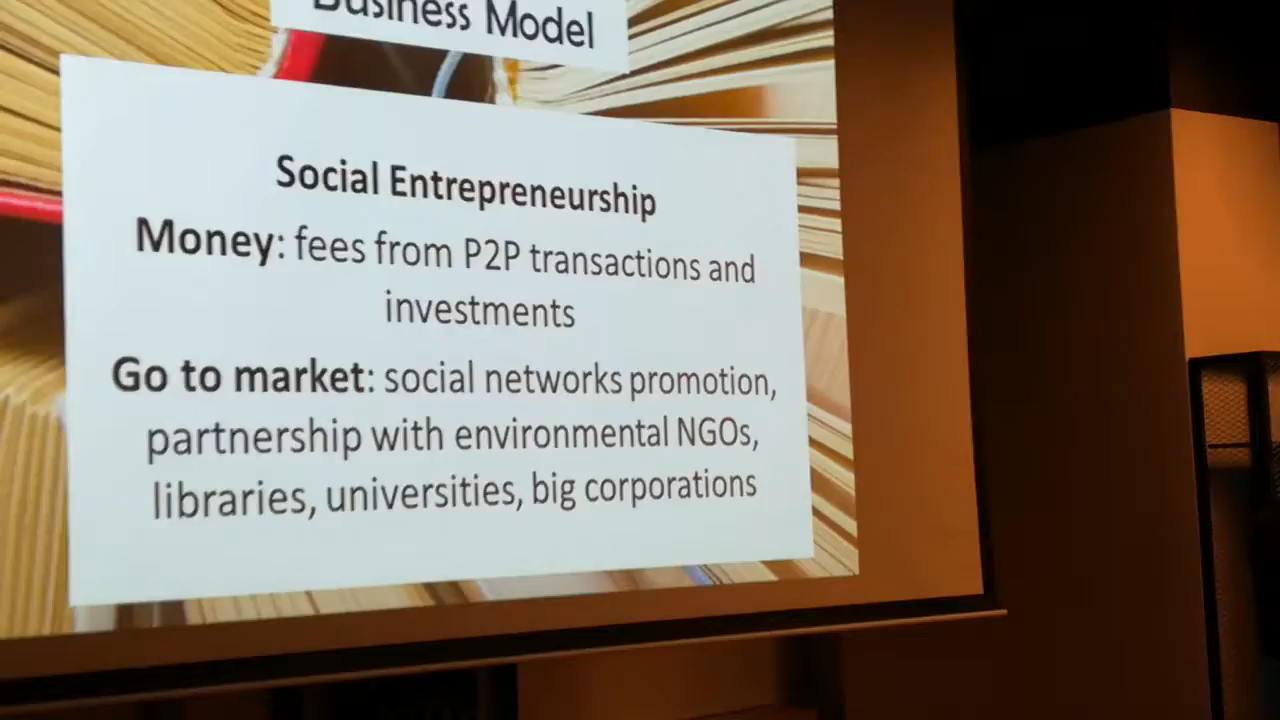 Business Model
Social Entrepreneurship
Money: fees from P2P transactions and
investments
Go to market: social networks promotion,
partnership with environmental NGOs,
libraries, universities, big corporations